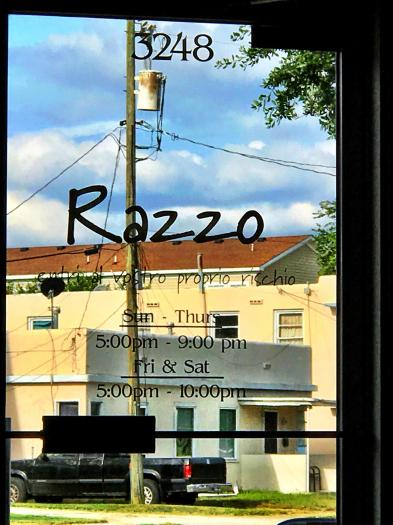 3248
Razzo
entri al vostro proprio rischio
Sun - Thurs
5:00pm - 9:00 pm
Fri & Sat
5:00pm - 10:00pm